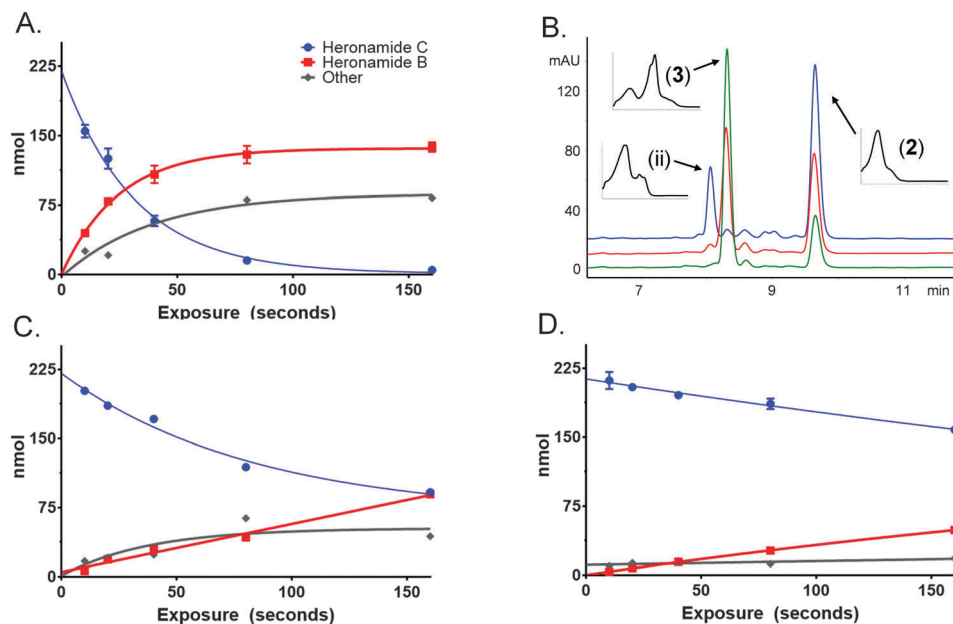 A.
225
150
75
0
nmol
0 50 100 150
Exposure (seconds)
Heronamide C
Heronamide B
Other
B.
mAU
120
80
40
0
7 9 11 min
(3)
(ii)
(2)
C.
225
150
75
0
nmol
0 50 100 150
Exposure (seconds)
D.
225
150
75
0
nmol
0 50 100 150
Exposure (seconds)